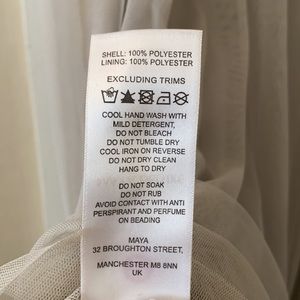 SHELL: 100% POLYESTER
LINING: 100% POLYESTER
EXCLUDING TRIMS
COOL HAND WASH WITH
MILD DETERGENT,
DO NOT BLEACH
DO NOT TUMBLE DRY
COOL IRON ON REVERSE
DO NOT DRY CLEAN
HANG TO DRY
DO NOT SOAK
DO NOT RUB
AVOID CONTACT WITH ANTI
PERSPIRANT AND PERFUME
ON BEADING
MAYA
32 BROUGHTON STREET,
MANCHESTER M8 8NN
UK